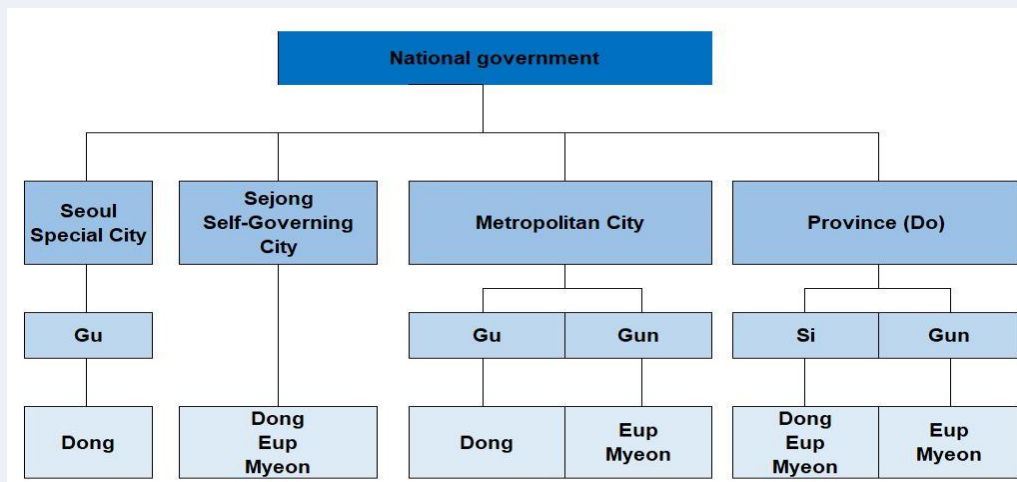 National government
Seoul
Special City
Sejong
Self-Governing
City
Metropolitan City
Province (Do)
Gu
Gu
Gun
Si
Gun
Dong
Dong
Eup
Myeon
Dong
Eup
Myeon
Dong
Eup
Myeon
Eup
Myeon